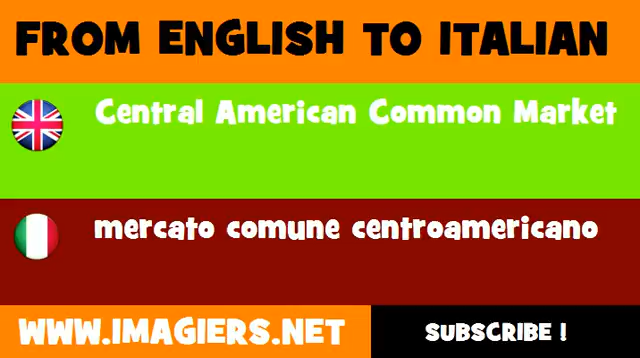 FROM ENGLISH TO ITALIAN
Central American Common Market
mercato comune centroamericano
WWW.IMAGIERS.NET
SUBSCRIBE !